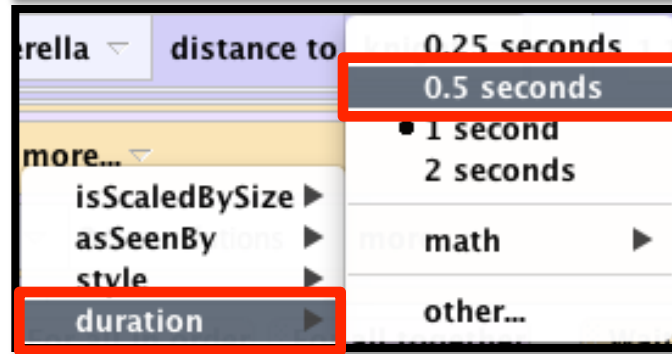 rella distance to
more...
isScaledBySize
asSeenBy
style
duration
0.25 seconds
0.5 seconds
1 second
2 seconds
math
other...